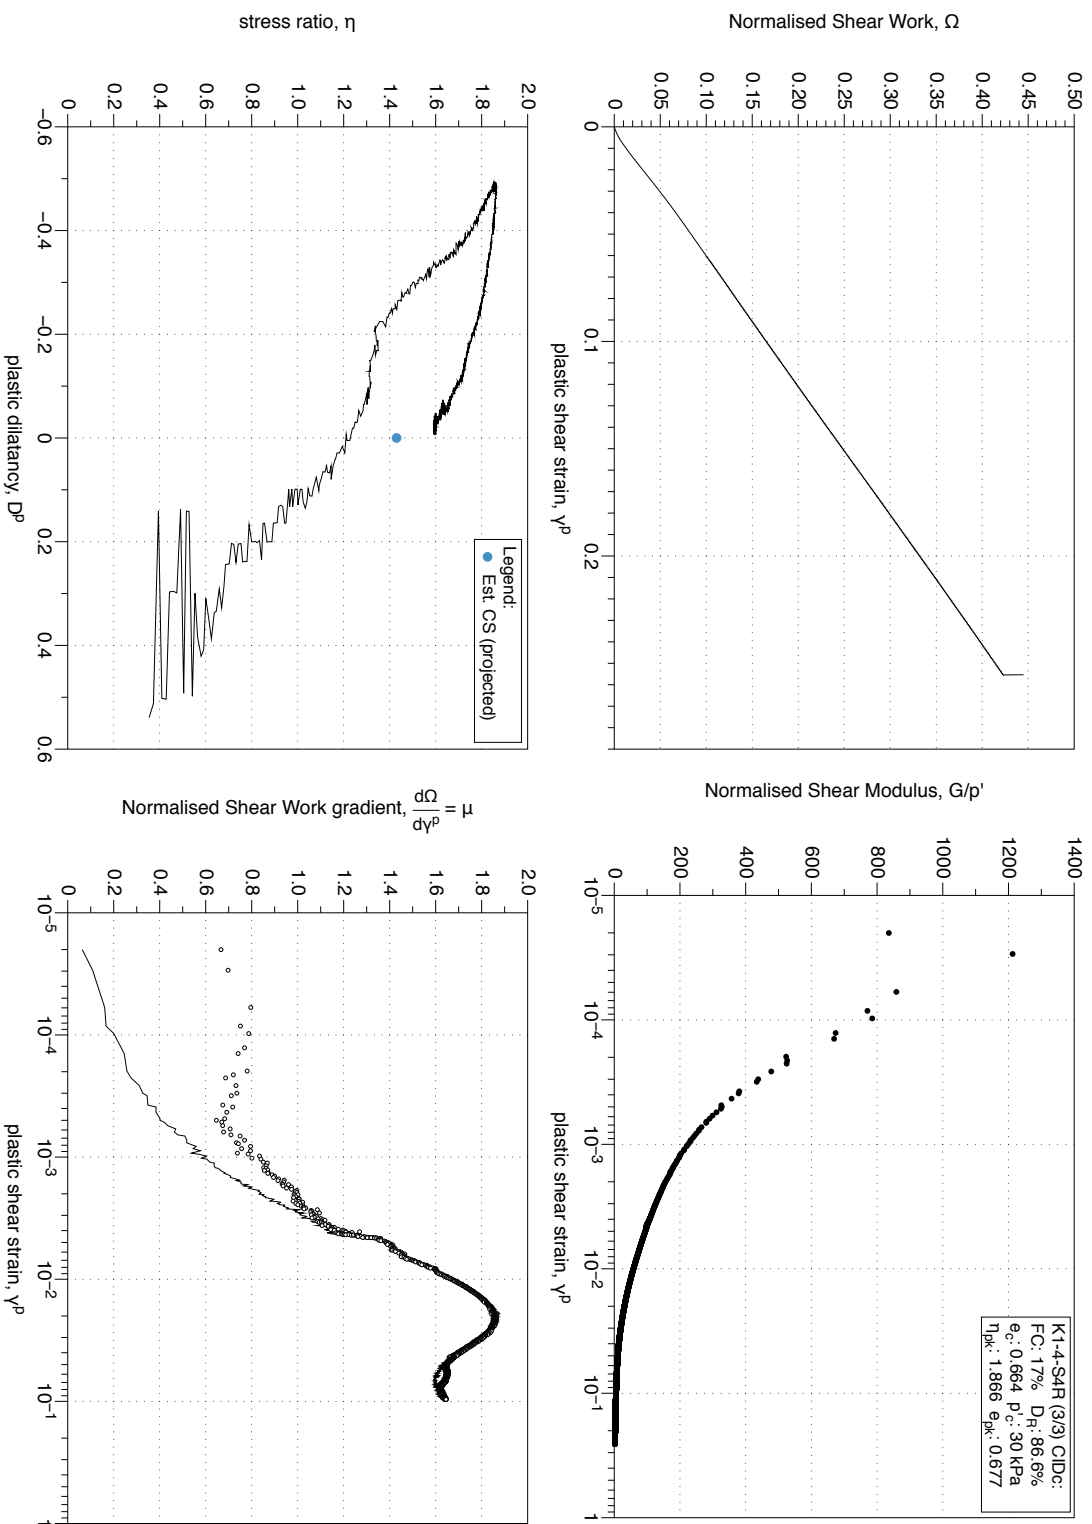 Normalised Shear Work, Ω
0.50
0.45
0.40
0.35
0.30
0.25
0.20
0.15
0.10
0.05
0
0 0.1 0.2
plastic shear strain, γᵖ
Normalised Shear Modulus, G/p'
1400
1200
1000
800
600
400
200
0
10⁻⁵ 10⁻⁴ 10⁻³ 10⁻² 10⁻¹ 1
plastic shear strain, γᵖ
K1-4-S4R (3/3) CIDc:
FC: 17% D_R: 86.6%
e_c: 0.664 p'_c: 30 kPa
η_pk: 1.866 e_pk: 0.677
stress ratio, η
2.0
1.8
1.6
1.4
1.2
1.0
0.8
0.6
0.4
0.2
0
−0.6 −0.4 −0.2 0 0.2 0.4 0.6
plastic dilatancy, Dᵖ
Legend:
Est. CS (projected)
Normalised Shear Work gradient, dΩ/dγᵖ = μ
2.0
1.8
1.6
1.4
1.2
1.0
0.8
0.6
0.4
0.2
0
10⁻⁵ 10⁻⁴ 10⁻³ 10⁻² 10⁻¹
plastic shear strain, γᵖ